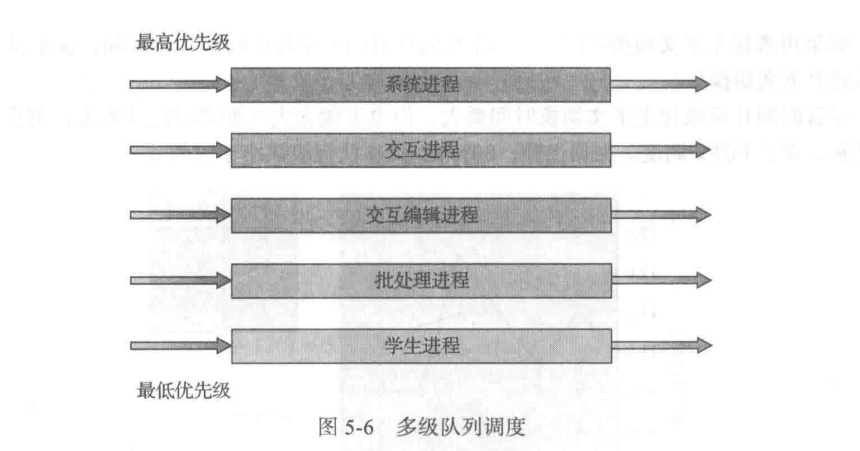 最高优先级
系统进程
交互进程
交互编辑进程
批处理进程
学生进程
最低优先级
图 5-6 多级队列调度